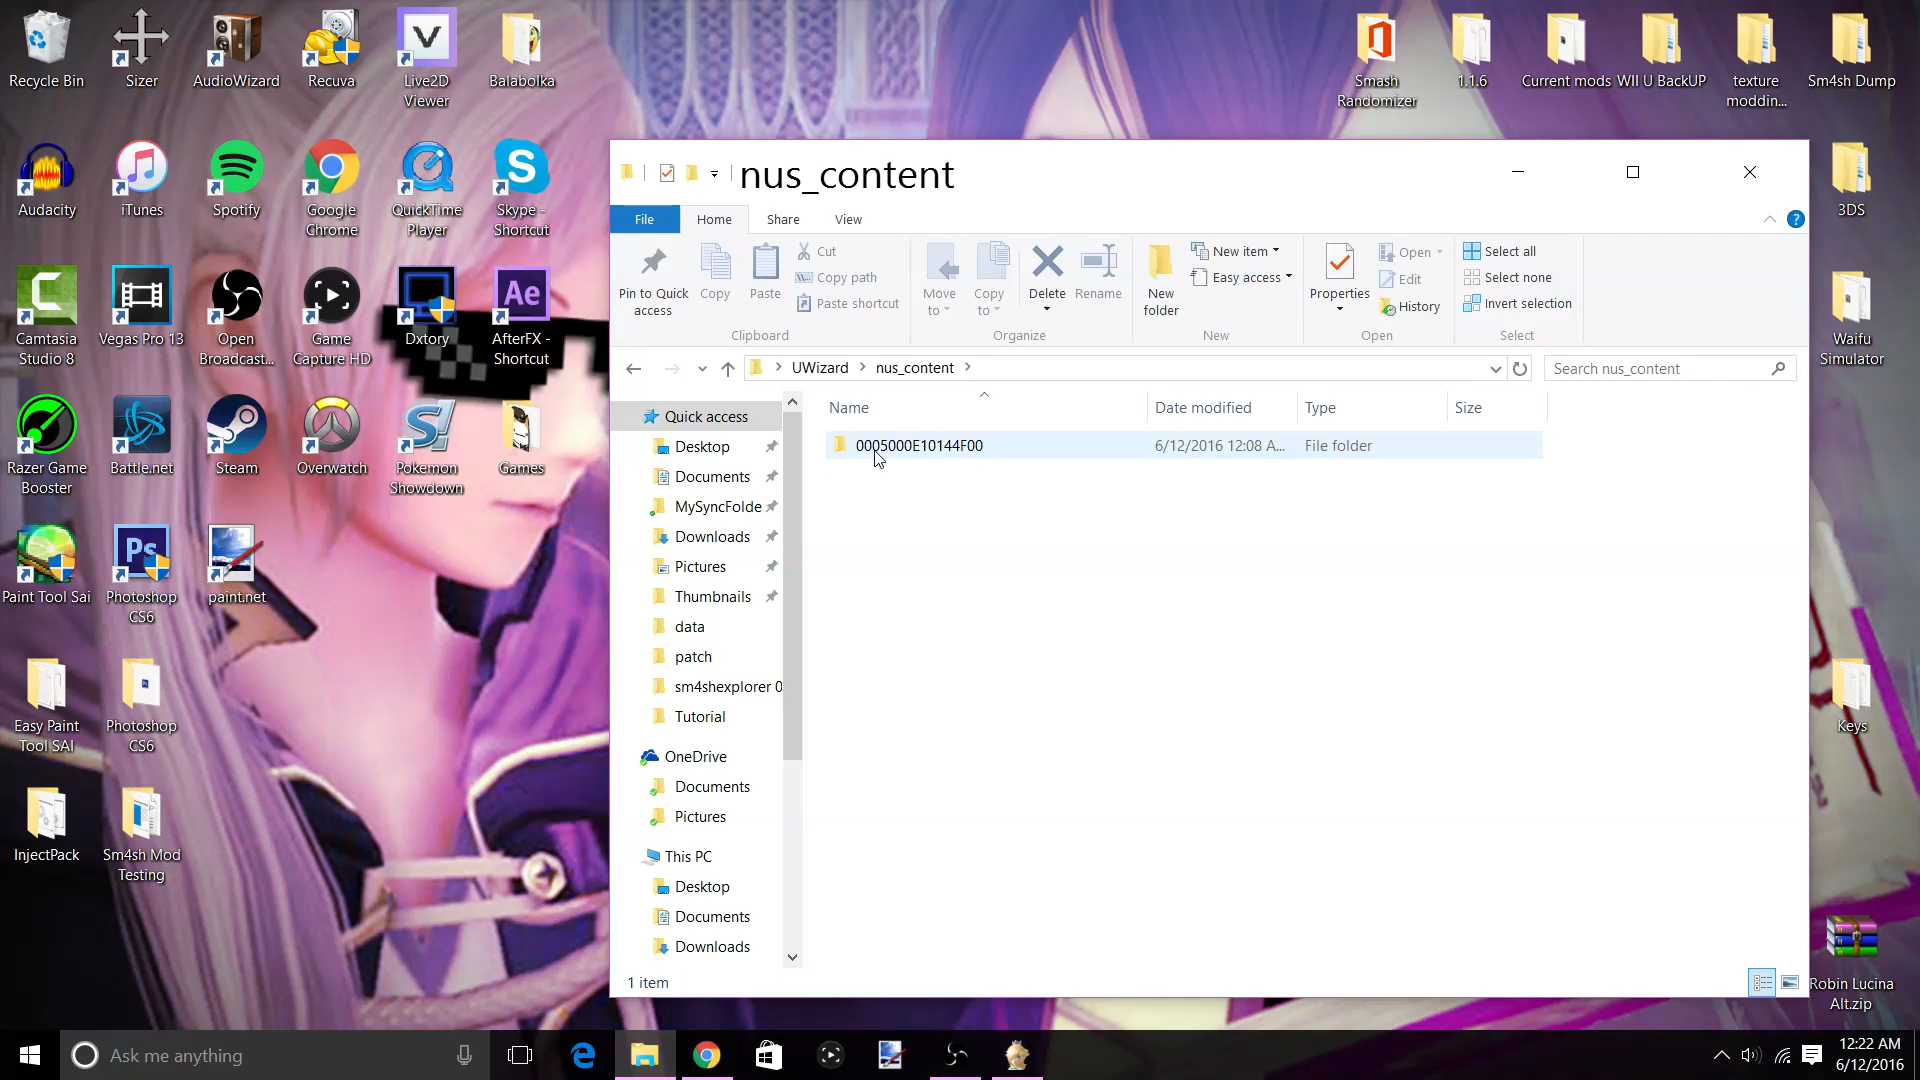 Recycle Bin
Sizer
AudioWizard
Recuva
Live2D
Viewer
Balabolka
Smash
Randomizer
1.1.6
Current mods
WII U BackUP
texture
moddin...
Sm4sh Dump
Audacity
iTunes
Spotify
Google
Chrome
QuickTime
Player
Skype -
Shortcut
3DS
Camtasia
Studio 8
Vegas Pro 13
Open
Broadcast...
Game
Capture HD
Dxtory
AfterFX -
Shortcut
Waifu
Simulator
Razer Game
Booster
Battle.net
Steam
Overwatch
Pokemon
Showdown
Games
Paint Tool Sai
Photoshop
CS6
paint.net
Easy Paint
Tool SAI
Photoshop
CS6
Keys
InjectPack
Sm4sh Mod
Testing
Robin Lucina
Alt.zip
nus_content
File
Home
Share
View
Pin to Quick
access
Copy
Paste
Cut
Copy path
Paste shortcut
Clipboard
Move
to
Copy
to
Delete
Rename
Organize
New
folder
New item
Easy access
New
Properties
Open
Edit
History
Open
Select all
Select none
Invert selection
Select
UWizard
nus_content
Search nus_content
Quick access
Desktop
Documents
MySyncFolde
Downloads
Pictures
Thumbnails
data
patch
sm4shexplorer 0
Tutorial
OneDrive
Documents
Pictures
This PC
Desktop
Documents
Downloads
Name
Date modified
Type
Size
0005000E10144F00
6/12/2016 12:08 A...
File folder
1 item
Ask me anything
12:22 AM
6/12/2016